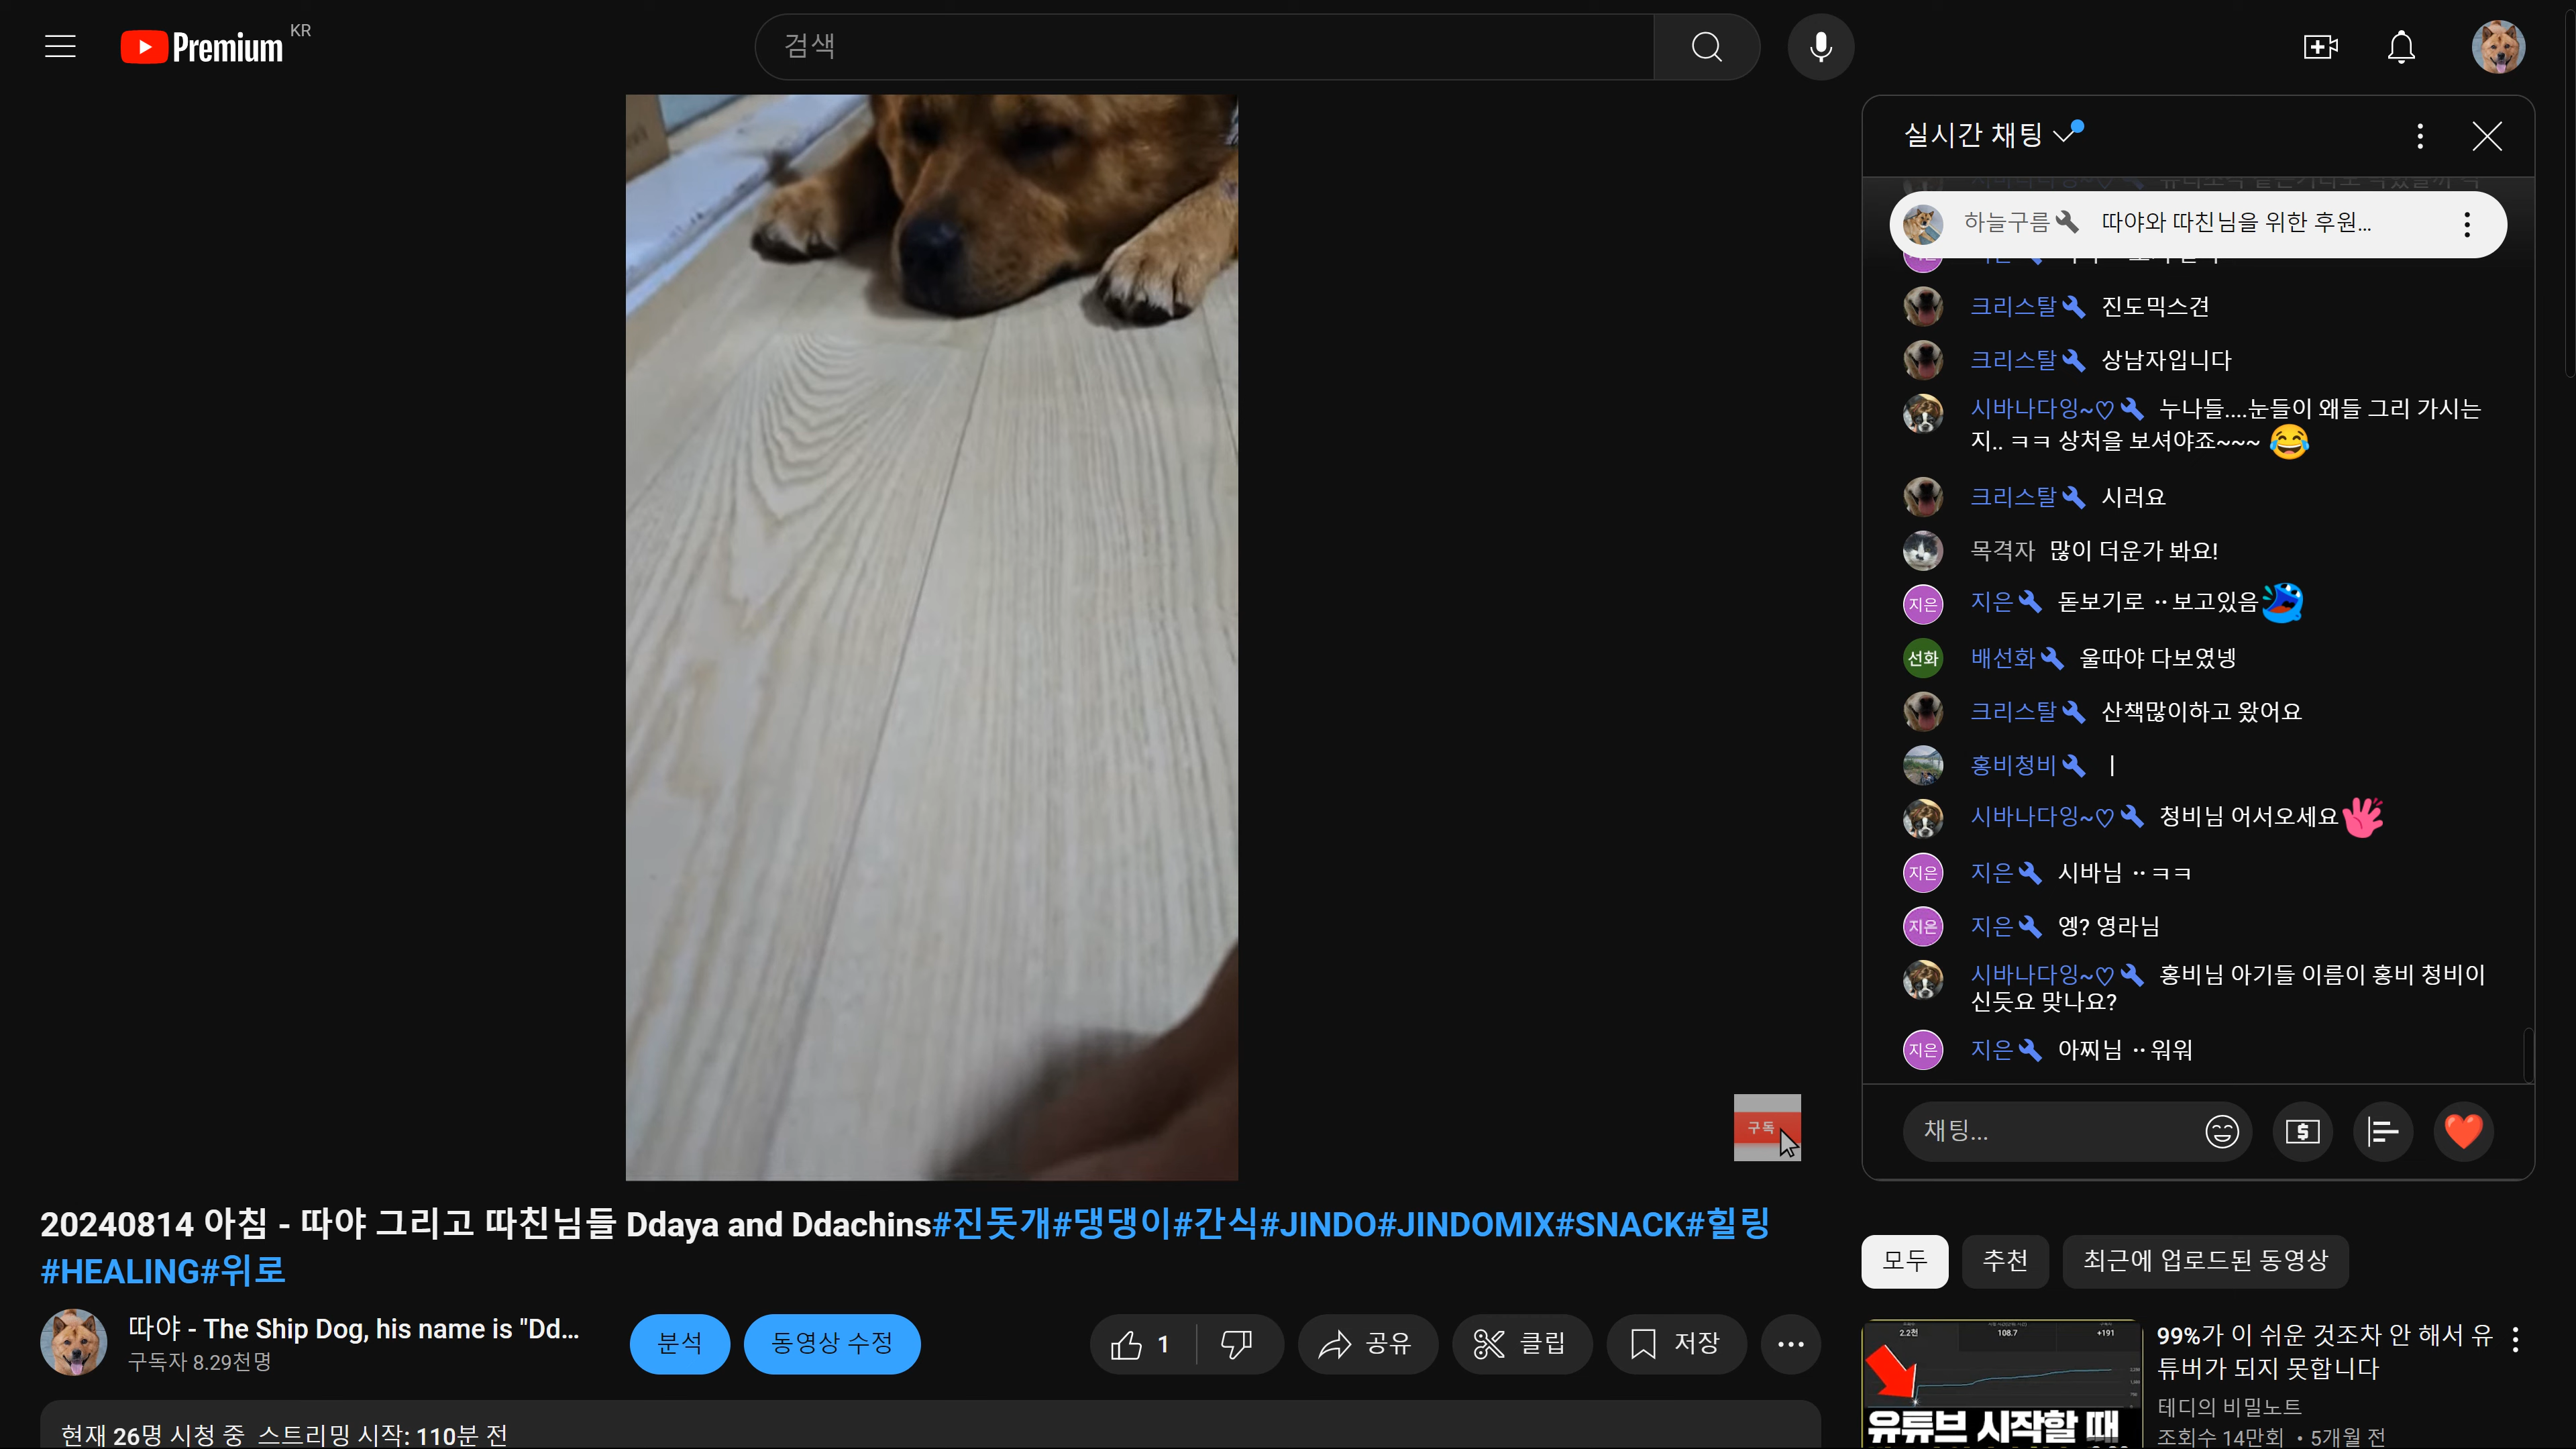 Premium KR
검색
실시간 채팅
하늘구름 따야와 따친님을 위한 후원...
크리스탈 진도믹스견
크리스탈 상남자입니다
시바나다잉~♡ 누나들....눈들이 왜들 그리 가시는
지.. ㅋㅋ 상처을 보셔야죠~~~
크리스탈 시러요
목격자 많이 더운가 봐요!
지은 지은 돋보기로 ··보고있음
선화 배선화 울따야 다보였넹
크리스탈 산책많이하고 왔어요
홍비청비 ㅣ
시바나다잉~♡ 청비님 어서오세요
지은 지은 시바님 ··ㅋㅋ
지은 지은 엥? 영라님
시바나다잉~♡ 홍비님 아기들 이름이 홍비 청비이
신듯요 맞나요?
지은 지은 아찌님 ··워워
채팅...
구독
20240814 아침 - 따야 그리고 따친님들 Ddaya and Ddachins#진돗개#댕댕이#간식#JINDO#JINDOMIX#SNACK#힐링
#HEALING#위로
따야 - The Ship Dog, his name is "Dd...
구독자 8.29천명
분석
동영상 수정
1
공유
클립
저장
현재 26명 시청 중 스트리밍 시작: 110분 전
모두
추천
최근에 업로드된 동영상
2.2천 108.7 +191
유튜브 시작할 때
99%가 이 쉬운 것조차 안 해서 유
튜버가 되지 못합니다
테디의 비밀노트
조회수 14만회 • 5개월 전